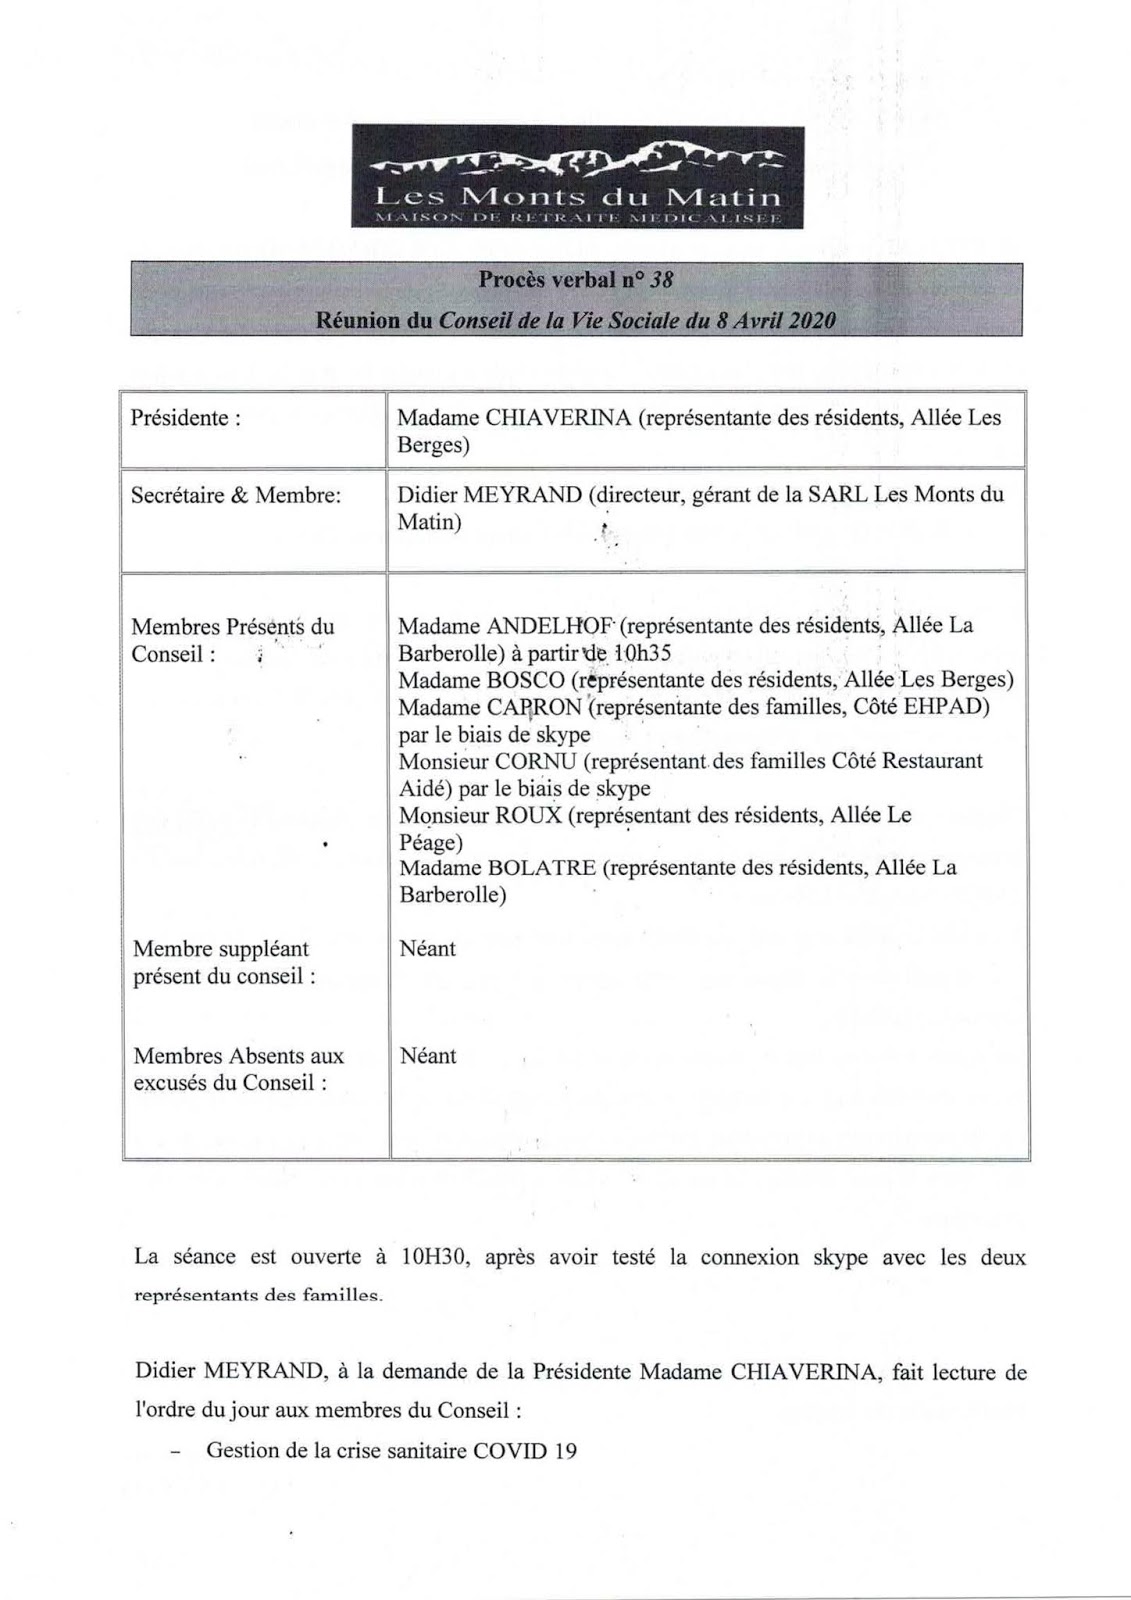 Les Monts du Matin
MAISON DE RETRAITE MEDICALISEE
Procès verbal n° 38
Réunion du Conseil de la Vie Sociale du 8 Avril 2020
Présidente :
Madame CHIAVERINA (représentante des résidents, Allée Les
Berges)
Secrétaire & Membre:
Didier MEYRAND (directeur, gérant de la SARL Les Monts du
Matin)
Membres Présents du
Conseil :
Madame ANDELHOF (représentante des résidents, Allée La
Barberolle) à partir de 10h35
Madame BOSCO (représentante des résidents, Allée Les Berges)
Madame CAPRON (représentante des familles, Côté EHPAD)
par le biais de skype
Monsieur CORNU (représentant des familles Côté Restaurant
Aidé) par le biais de skype
Monsieur ROUX (représentant des résidents, Allée Le
Péage)
Madame BOLATRE (représentante des résidents, Allée La
Barberolle)
Membre suppléant
présent du conseil :
Néant
Membres Absents aux
excusés du Conseil :
Néant
La séance est ouverte à 10H30, après avoir testé la connexion skype avec les deux
représentants des familles.
Didier MEYRAND, à la demande de la Présidente Madame CHIAVERINA, fait lecture de
l'ordre du jour aux membres du Conseil :
- Gestion de la crise sanitaire COVID 19